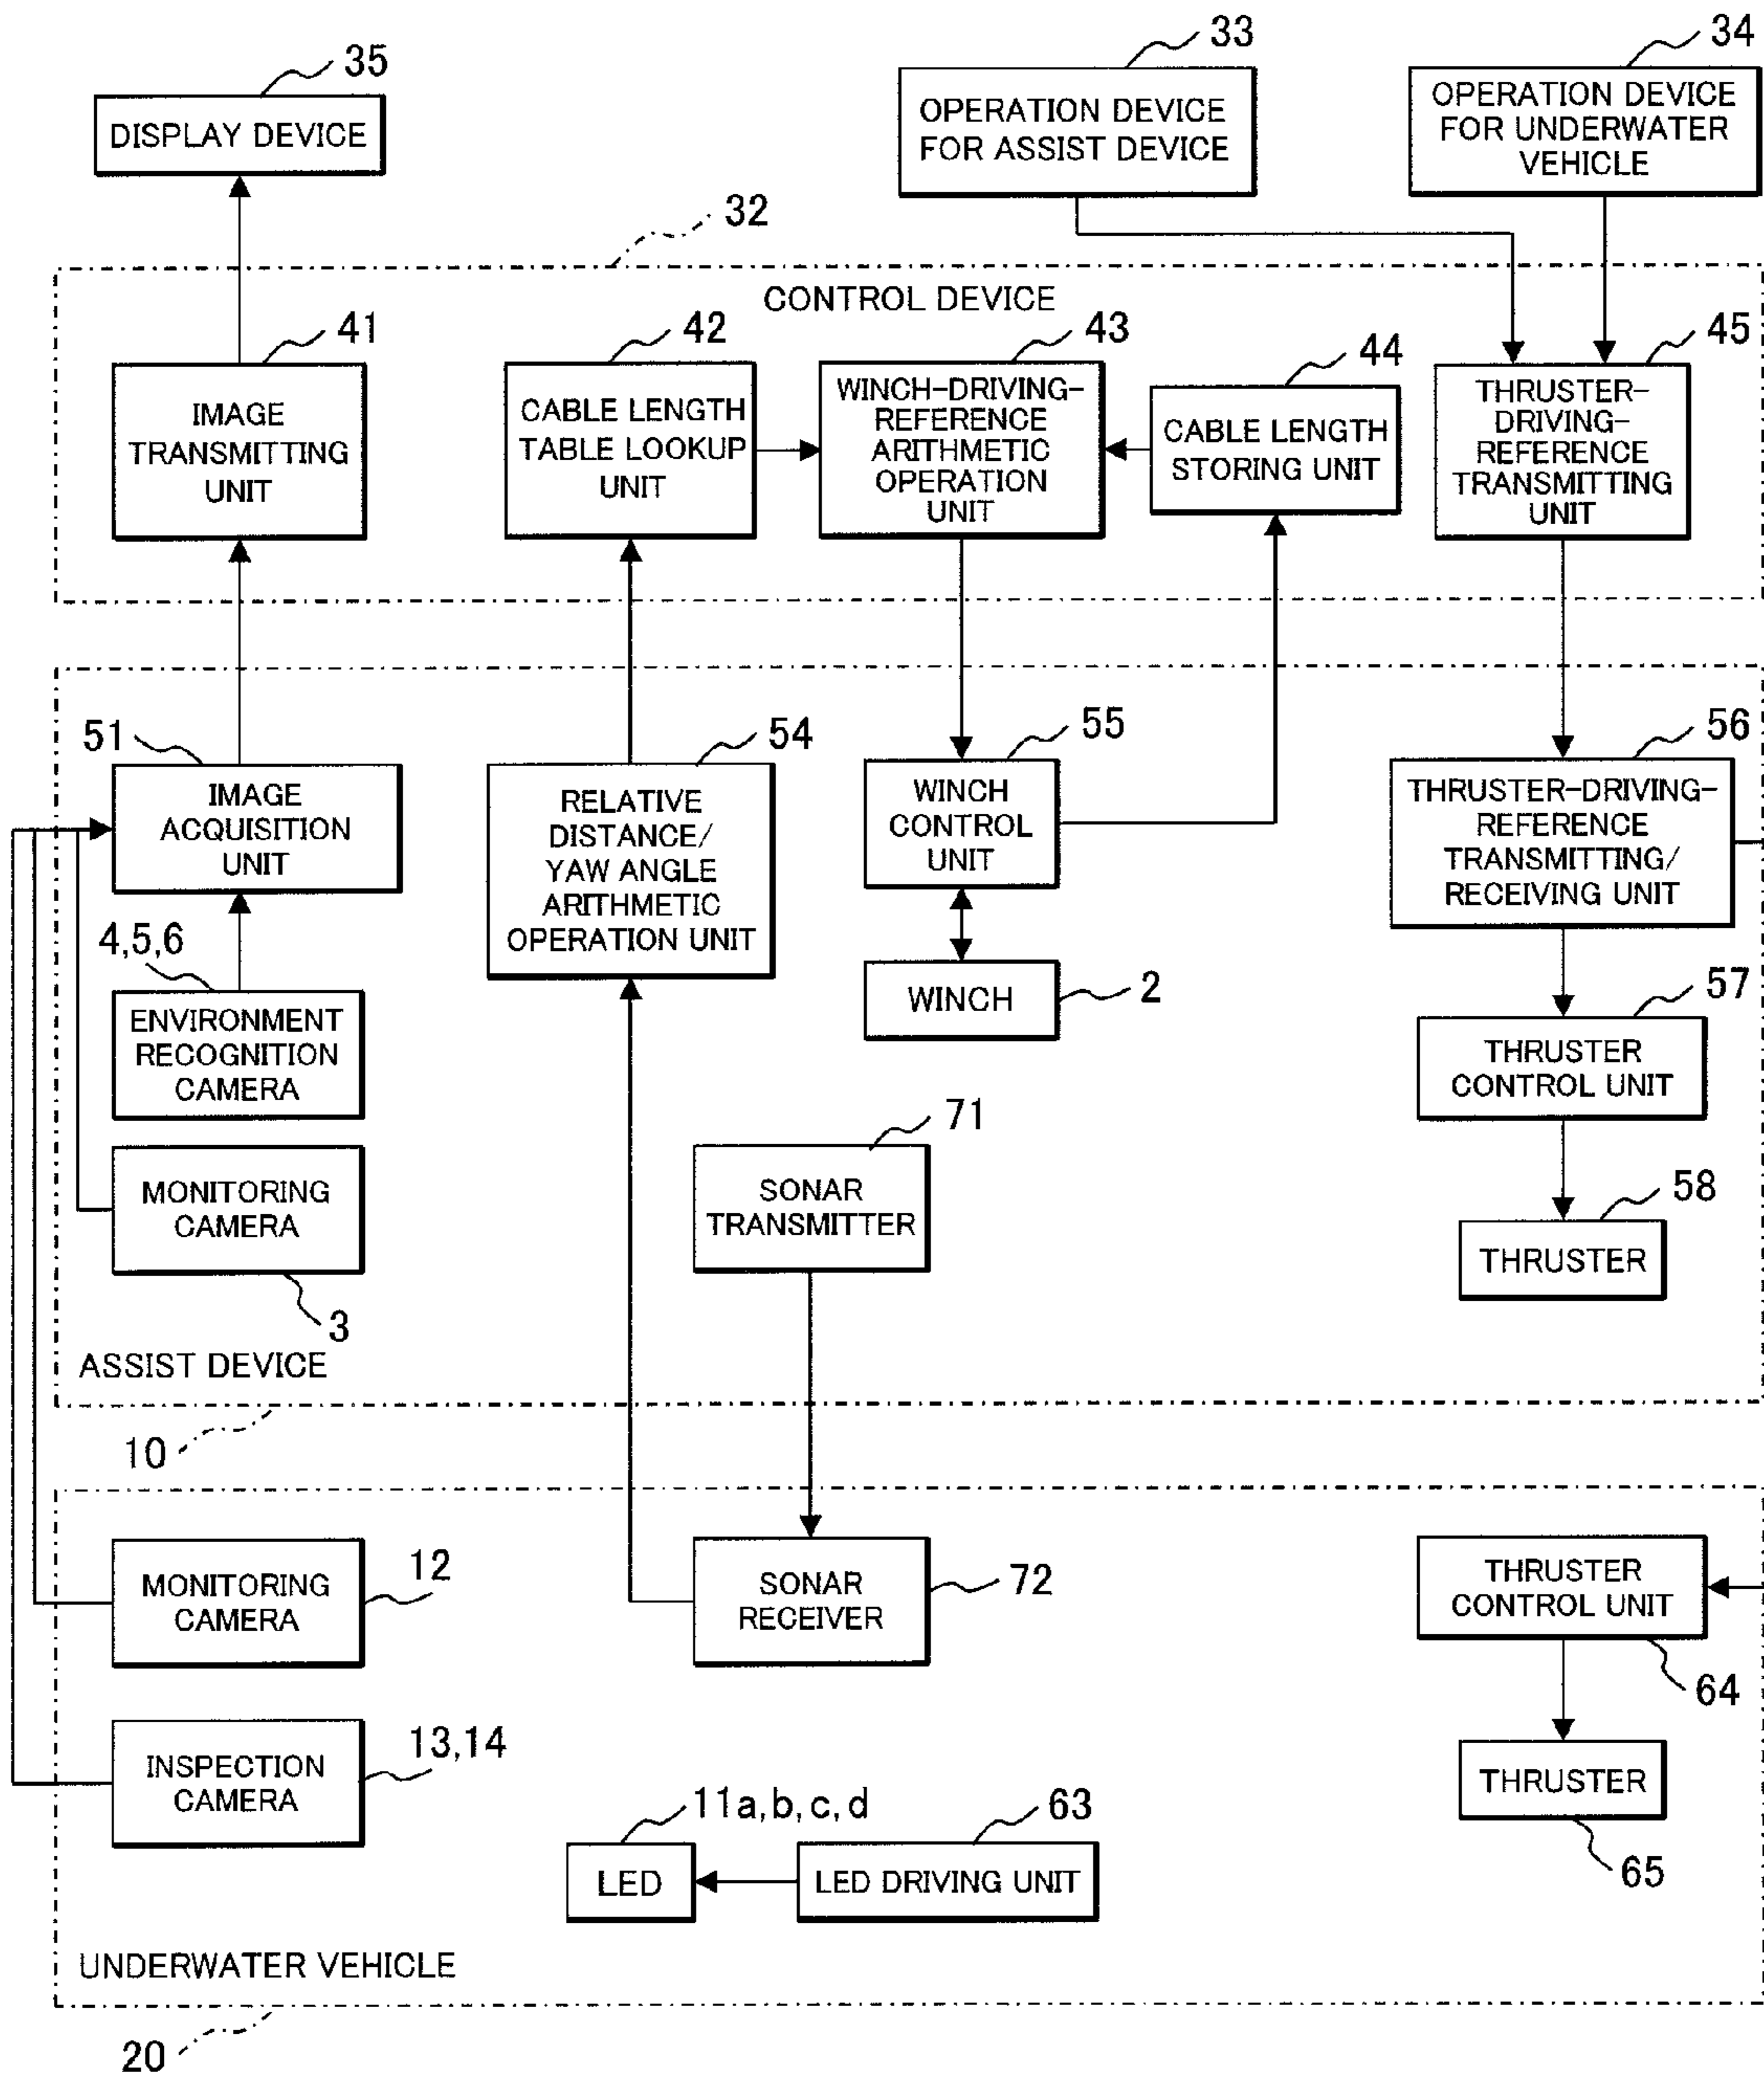 35
DISPLAY DEVICE
33
OPERATION DEVICE
FOR ASSIST DEVICE
34
OPERATION DEVICE
FOR UNDERWATER
VEHICLE
32
CONTROL DEVICE
41
IMAGE
TRANSMITTING
UNIT
42
CABLE LENGTH
TABLE LOOKUP
UNIT
43
WINCH-DRIVING-
REFERENCE
ARITHMETIC
OPERATION
UNIT
44
CABLE LENGTH
STORING UNIT
45
THRUSTER-
DRIVING-
REFERENCE
TRANSMITTING
UNIT
51
IMAGE
ACQUISITION
UNIT
54
RELATIVE
DISTANCE/
YAW ANGLE
ARITHMETIC
OPERATION UNIT
55
WINCH
CONTROL
UNIT
56
THRUSTER-DRIVING-
REFERENCE
TRANSMITTING/
RECEIVING UNIT
4,5,6
ENVIRONMENT
RECOGNITION
CAMERA
WINCH
2
57
THRUSTER
CONTROL UNIT
MONITORING
CAMERA
3
71
SONAR
TRANSMITTER
58
THRUSTER
ASSIST DEVICE
10
MONITORING
CAMERA
12
SONAR
RECEIVER
72
THRUSTER
CONTROL UNIT
64
INSPECTION
CAMERA
13,14
11a, b, c, d
LED
63
LED DRIVING UNIT
THRUSTER
65
UNDERWATER VEHICLE
20